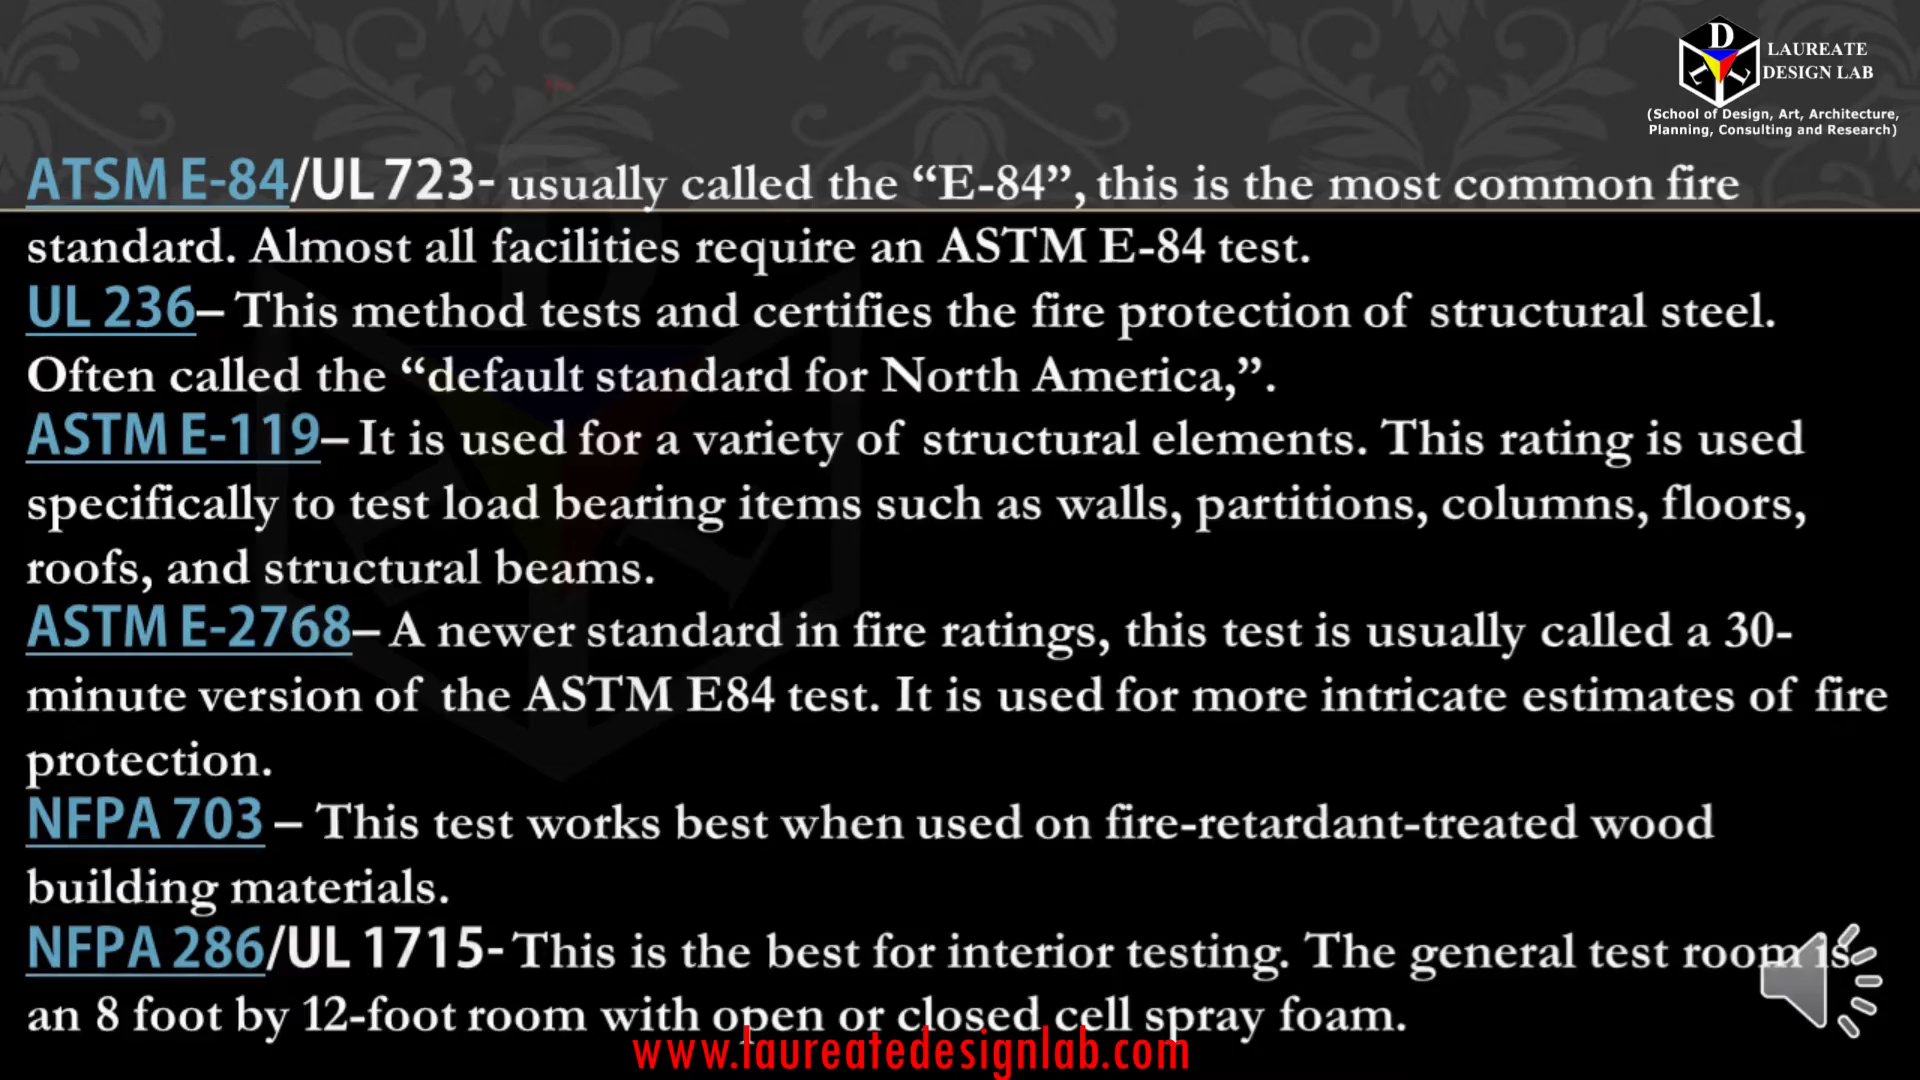 D
LAUREATE
DESIGN LAB
(School of Design, Art, Architecture,
Planning, Consulting and Research)
ATSM E-84/UL 723- usually called the “E-84”, this is the most common fire
standard. Almost all facilities require an ASTM E-84 test.
UL 236– This method tests and certifies the fire protection of structural steel.
Often called the “default standard for North America,”.
ASTM E-119– It is used for a variety of structural elements. This rating is used
specifically to test load bearing items such as walls, partitions, columns, floors,
roofs, and structural beams.
ASTM E-2768– A newer standard in fire ratings, this test is usually called a 30-
minute version of the ASTM E84 test. It is used for more intricate estimates of fire
protection.
NFPA 703 – This test works best when used on fire-retardant-treated wood
building materials.
NFPA 286/UL 1715- This is the best for interior testing. The general test room is
an 8 foot by 12-foot room with open or closed cell spray foam.
www.laureatedesignlab.com